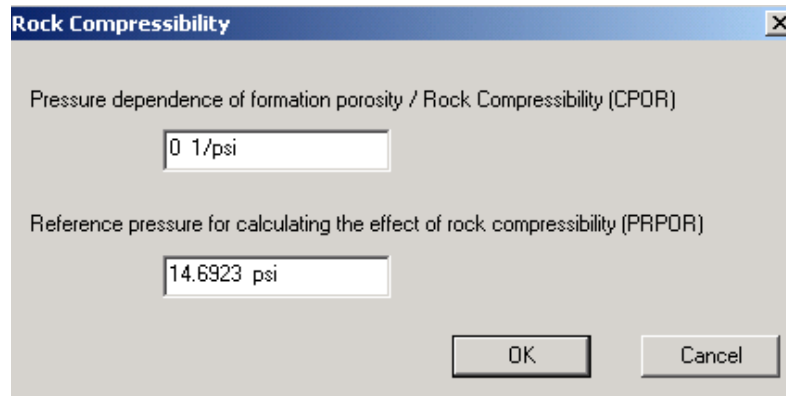 Rock Compressibility
Pressure dependence of formation porosity / Rock Compressibility (CPOR)
0 1/psi
Reference pressure for calculating the effect of rock compressibility (PRPOR)
14.6923 psi
OK Cancel